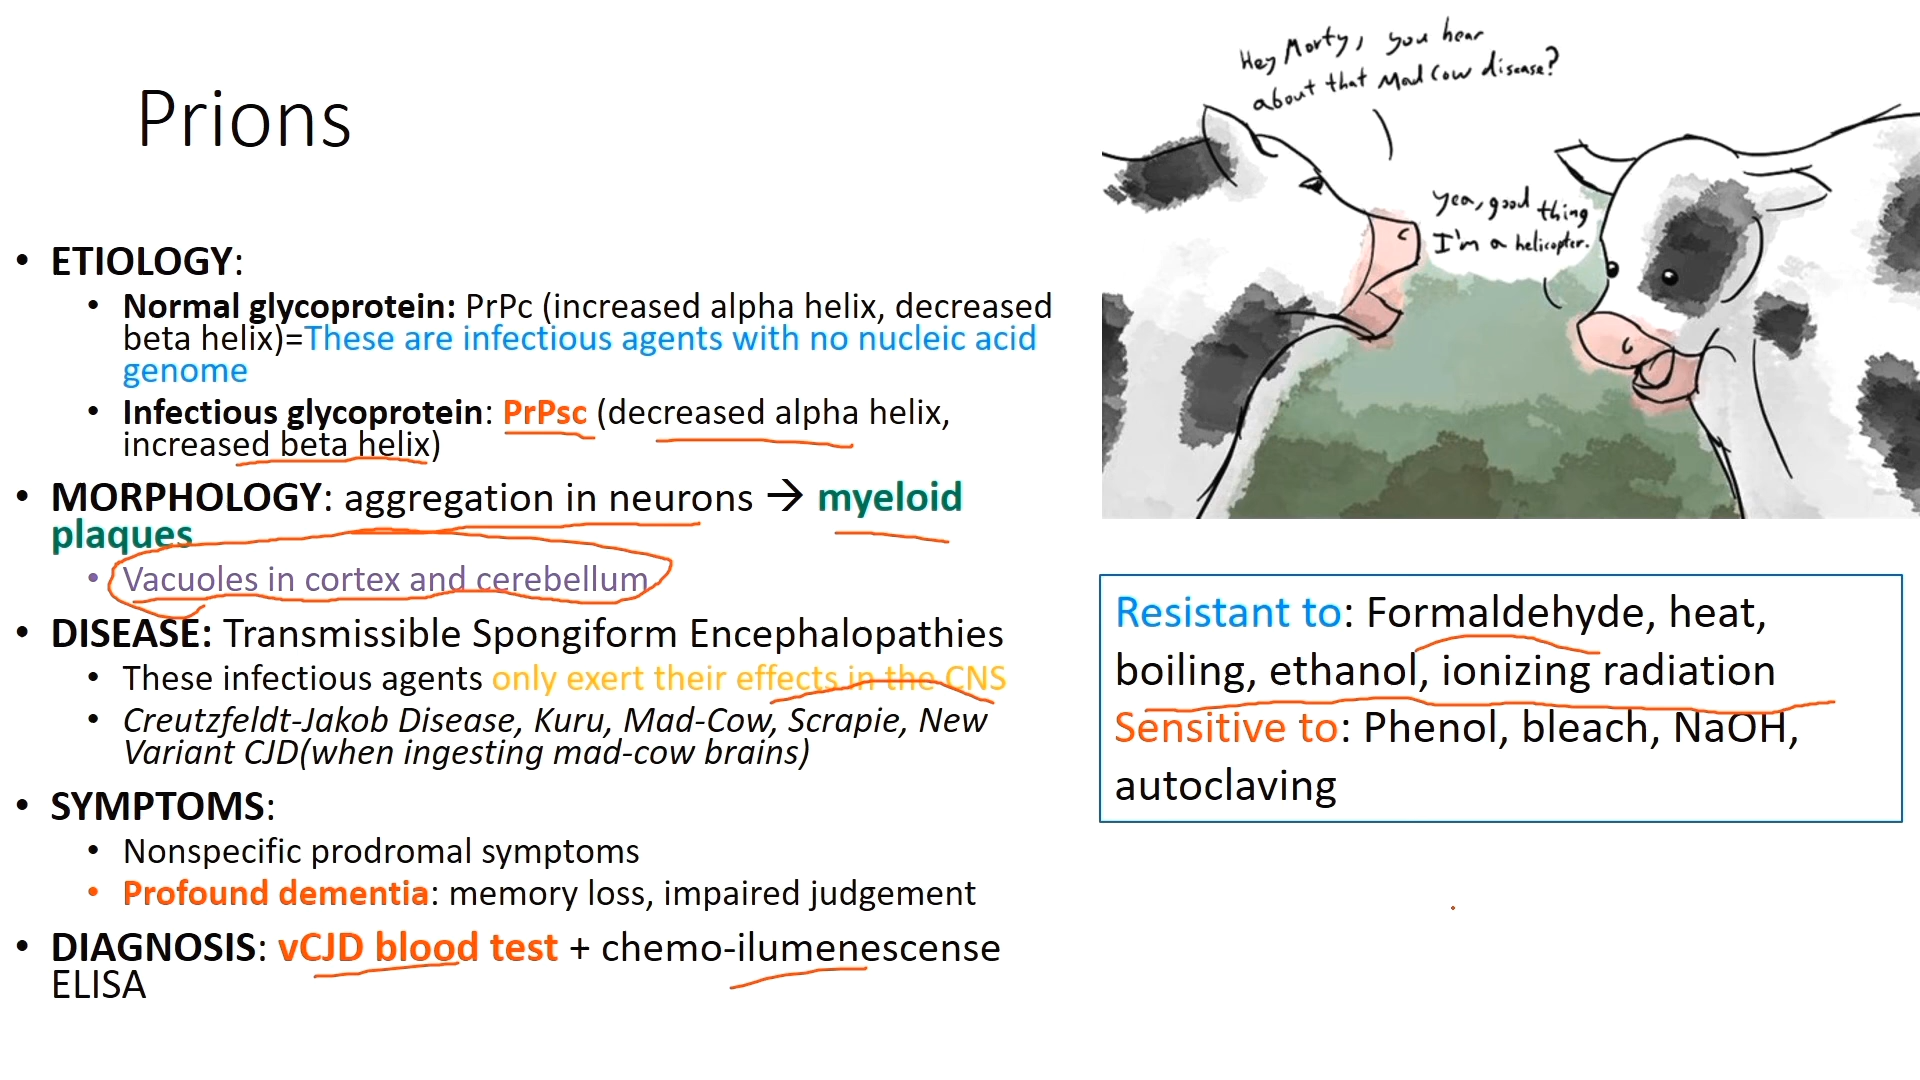 Prions
• ETIOLOGY:
• Normal glycoprotein: PrPc (increased alpha helix, decreased
beta helix)=These are infectious agents with no nucleic acid
genome
• Infectious glycoprotein: PrPsc (decreased alpha helix,
increased beta helix)
• MORPHOLOGY: aggregation in neurons → myeloid
plaques
• Vacuoles in cortex and cerebellum
• DISEASE: Transmissible Spongiform Encephalopathies
• These infectious agents only exert their effects in the CNS
• Creutzfeldt-Jakob Disease, Kuru, Mad-Cow, Scrapie, New
Variant CJD(when ingesting mad-cow brains)
• SYMPTOMS:
• Nonspecific prodromal symptoms
• Profound dementia: memory loss, impaired judgement
• DIAGNOSIS: vCJD blood test + chemo-ilumenescense
ELISA
Hey Morty, you hear
about that Mad Cow disease?
yea, good thing
I'm a helicopter.
Resistant to: Formaldehyde, heat,
boiling, ethanol, ionizing radiation
Sensitive to: Phenol, bleach, NaOH,
autoclaving